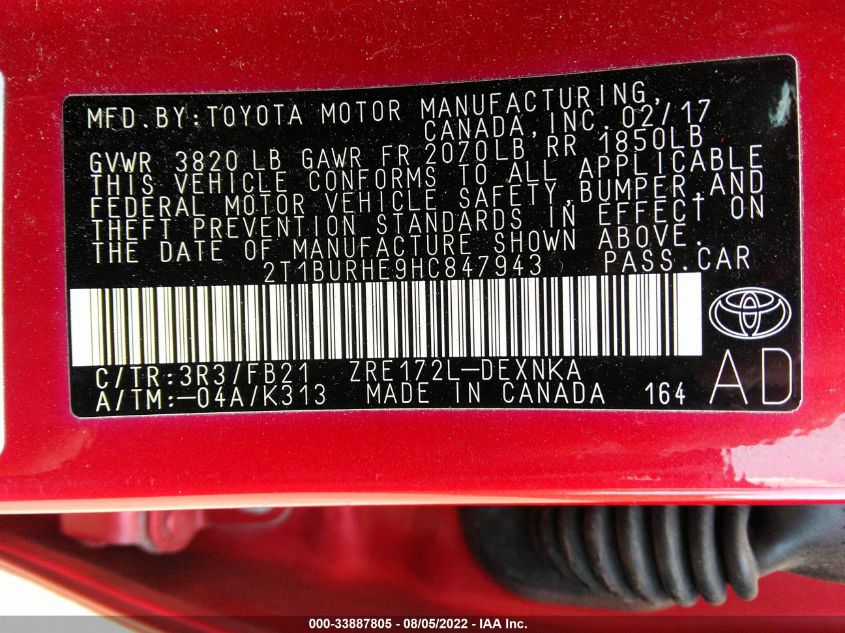 MFD.BY:TOYOTA MOTOR MANUFACTURING,
CANADA,INC.02/17
GVWR 3820 LB GAWR FR 2070LB RR 1850LB
THIS VEHICLE CONFORMS TO ALL APPLICABLE
FEDERAL MOTOR VEHICLE SAFETY,BUMPER,AND
THEFT PREVENTION STANDARDS IN EFFECT ON
THE DATE OF MANUFACTURE SHOWN ABOVE.
2T1BURHE9HC847943 PASS.CAR
C/TR:3R3/FB21 ZRE172L-DEXNKA
A/TM:-04A/K313 MADE IN CANADA 164
AD
000-33887805 - 08/05/2022 - IAA Inc.